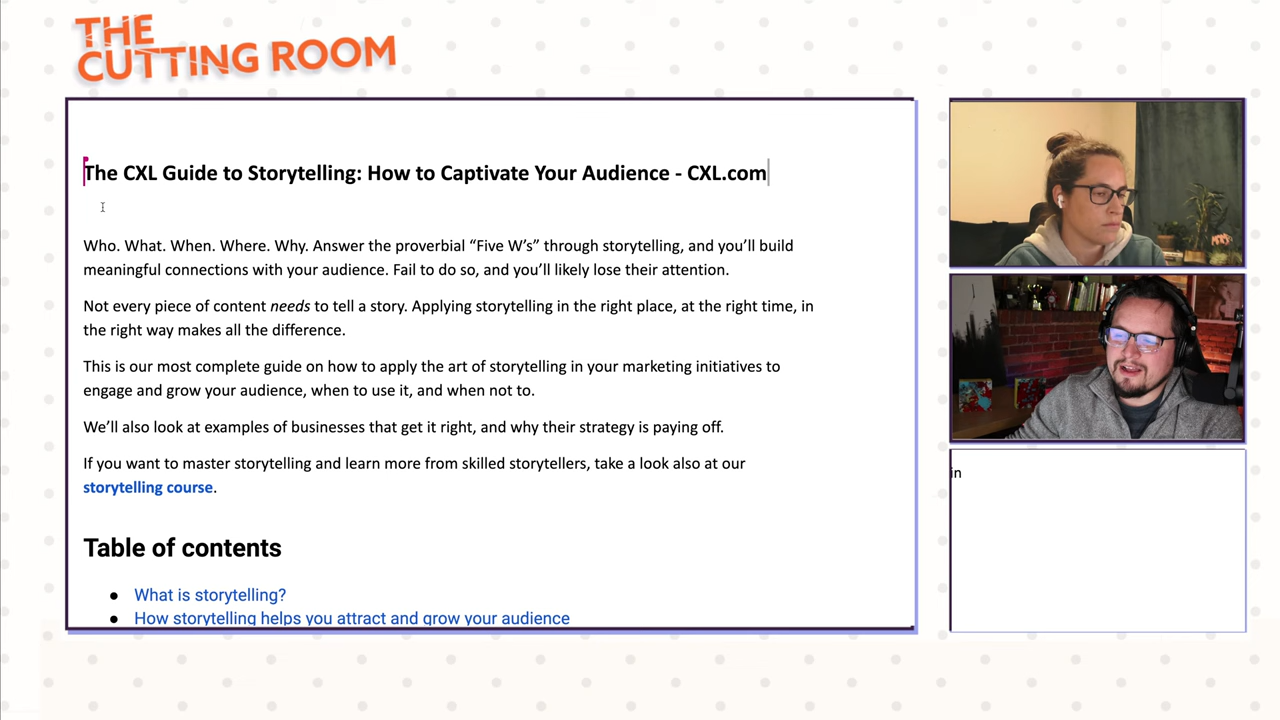 THE
CUTTING ROOM
The CXL Guide to Storytelling: How to Captivate Your Audience - CXL.com
Who. What. When. Where. Why. Answer the proverbial “Five W’s” through storytelling, and you’ll build
meaningful connections with your audience. Fail to do so, and you’ll likely lose their attention.
Not every piece of content needs to tell a story. Applying storytelling in the right place, at the right time, in
the right way makes all the difference.
This is our most complete guide on how to apply the art of storytelling in your marketing initiatives to
engage and grow your audience, when to use it, and when not to.
We’ll also look at examples of businesses that get it right, and why their strategy is paying off.
If you want to master storytelling and learn more from skilled storytellers, take a look also at our
storytelling course.
Table of contents
● What is storytelling?
● How storytelling helps you attract and grow your audience
in